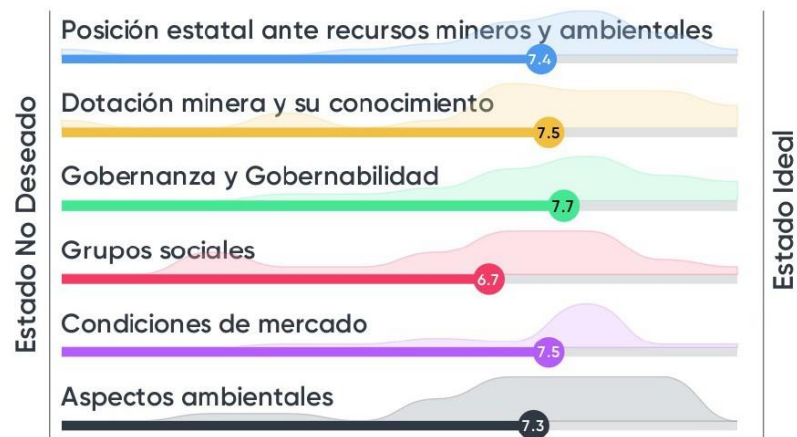 Estado No Deseado
Posición estatal ante recursos mineros y ambientales
7.4
Dotación minera y su conocimiento
7.5
Gobernanza y Gobernabilidad
7.7
Grupos sociales
6.7
Condiciones de mercado
7.5
Aspectos ambientales
7.3
Estado Ideal